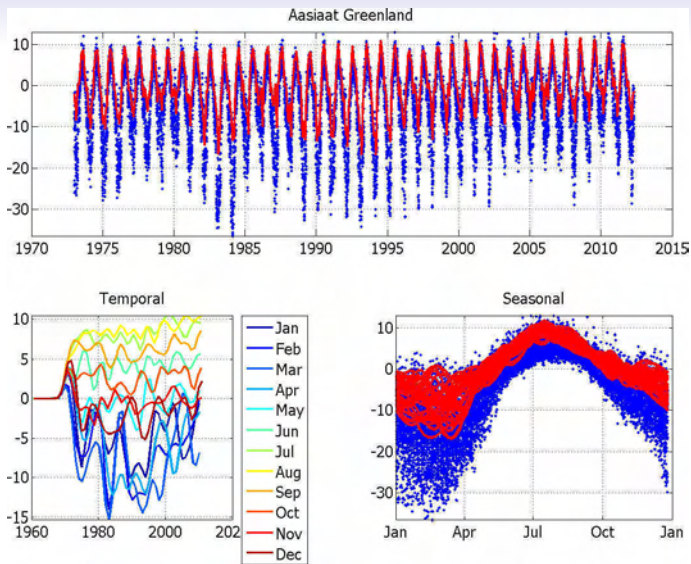 Aasiaat Greenland
10
0
-10
-20
-30
1970 1975 1980 1985 1990 1995 2000 2005 2010 2015
Temporal
10
5
0
-5
-10
-15
1960 1980 2000 202
Jan
Feb
Mar
Apr
May
Jun
Jul
Aug
Sep
Oct
Nov
Dec
Seasonal
10
0
-10
-20
-30
Jan Apr Jul Oct Jan